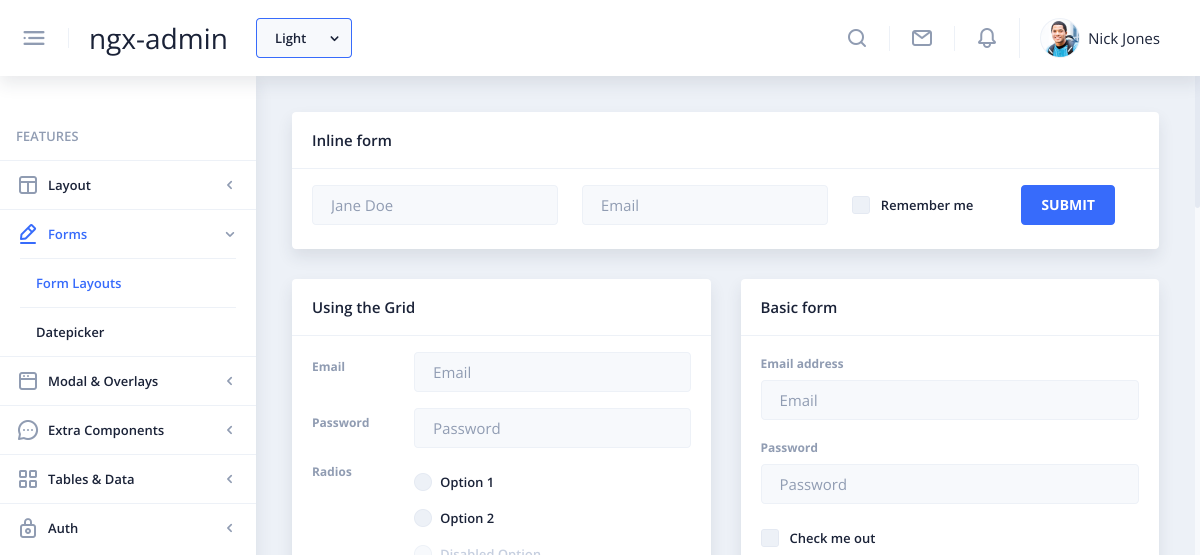 ngx-admin
Light
Nick Jones
FEATURES
Layout
Forms
Form Layouts
Datepicker
Modal & Overlays
Extra Components
Tables & Data
Auth
Inline form
Jane Doe
Email
Remember me
SUBMIT
Using the Grid
Email
Email
Password
Password
Radios
Option 1
Option 2
Disabled Option
Basic form
Email address
Email
Password
Password
Check me out